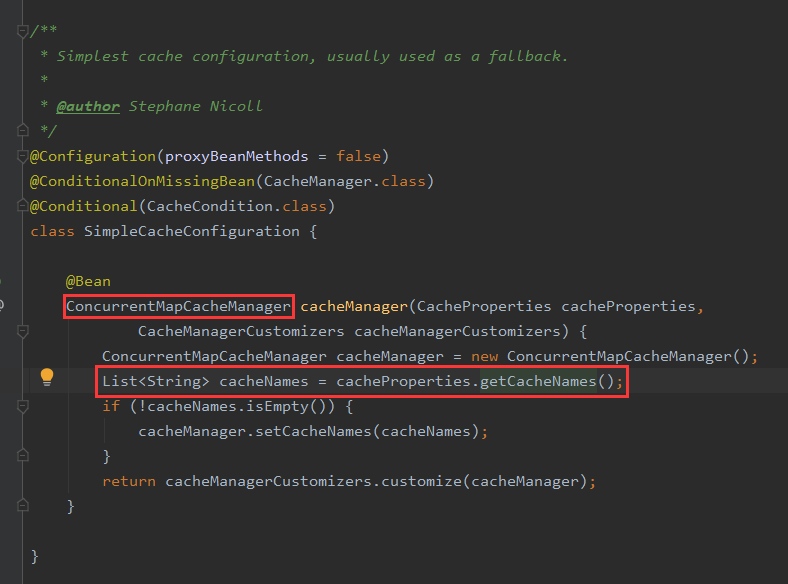 /**
 * Simplest cache configuration, usually used as a fallback.
 *
 * @author Stephane Nicoll
 */
@Configuration(proxyBeanMethods = false)
@ConditionalOnMissingBean(CacheManager.class)
@Conditional(CacheCondition.class)
class SimpleCacheConfiguration {
    @Bean
    ConcurrentMapCacheManager cacheManager(CacheProperties cacheProperties,
            CacheManagerCustomizers cacheManagerCustomizers) {
        ConcurrentMapCacheManager cacheManager = new ConcurrentMapCacheManager();
        List<String> cacheNames = cacheProperties.getCacheNames();
        if (!cacheNames.isEmpty()) {
            cacheManager.setCacheNames(cacheNames);
        }
        return cacheManagerCustomizers.customize(cacheManager);
    }
}